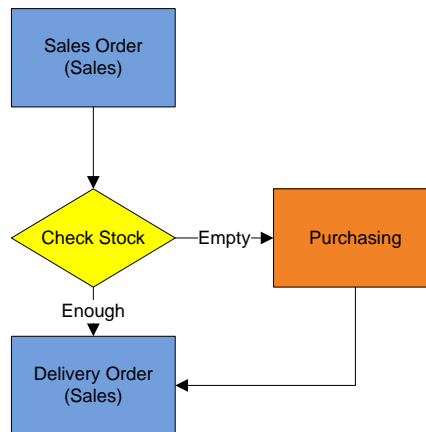 Sales Order
(Sales)
Check Stock
Empty
Purchasing
Enough
Delivery Order
(Sales)